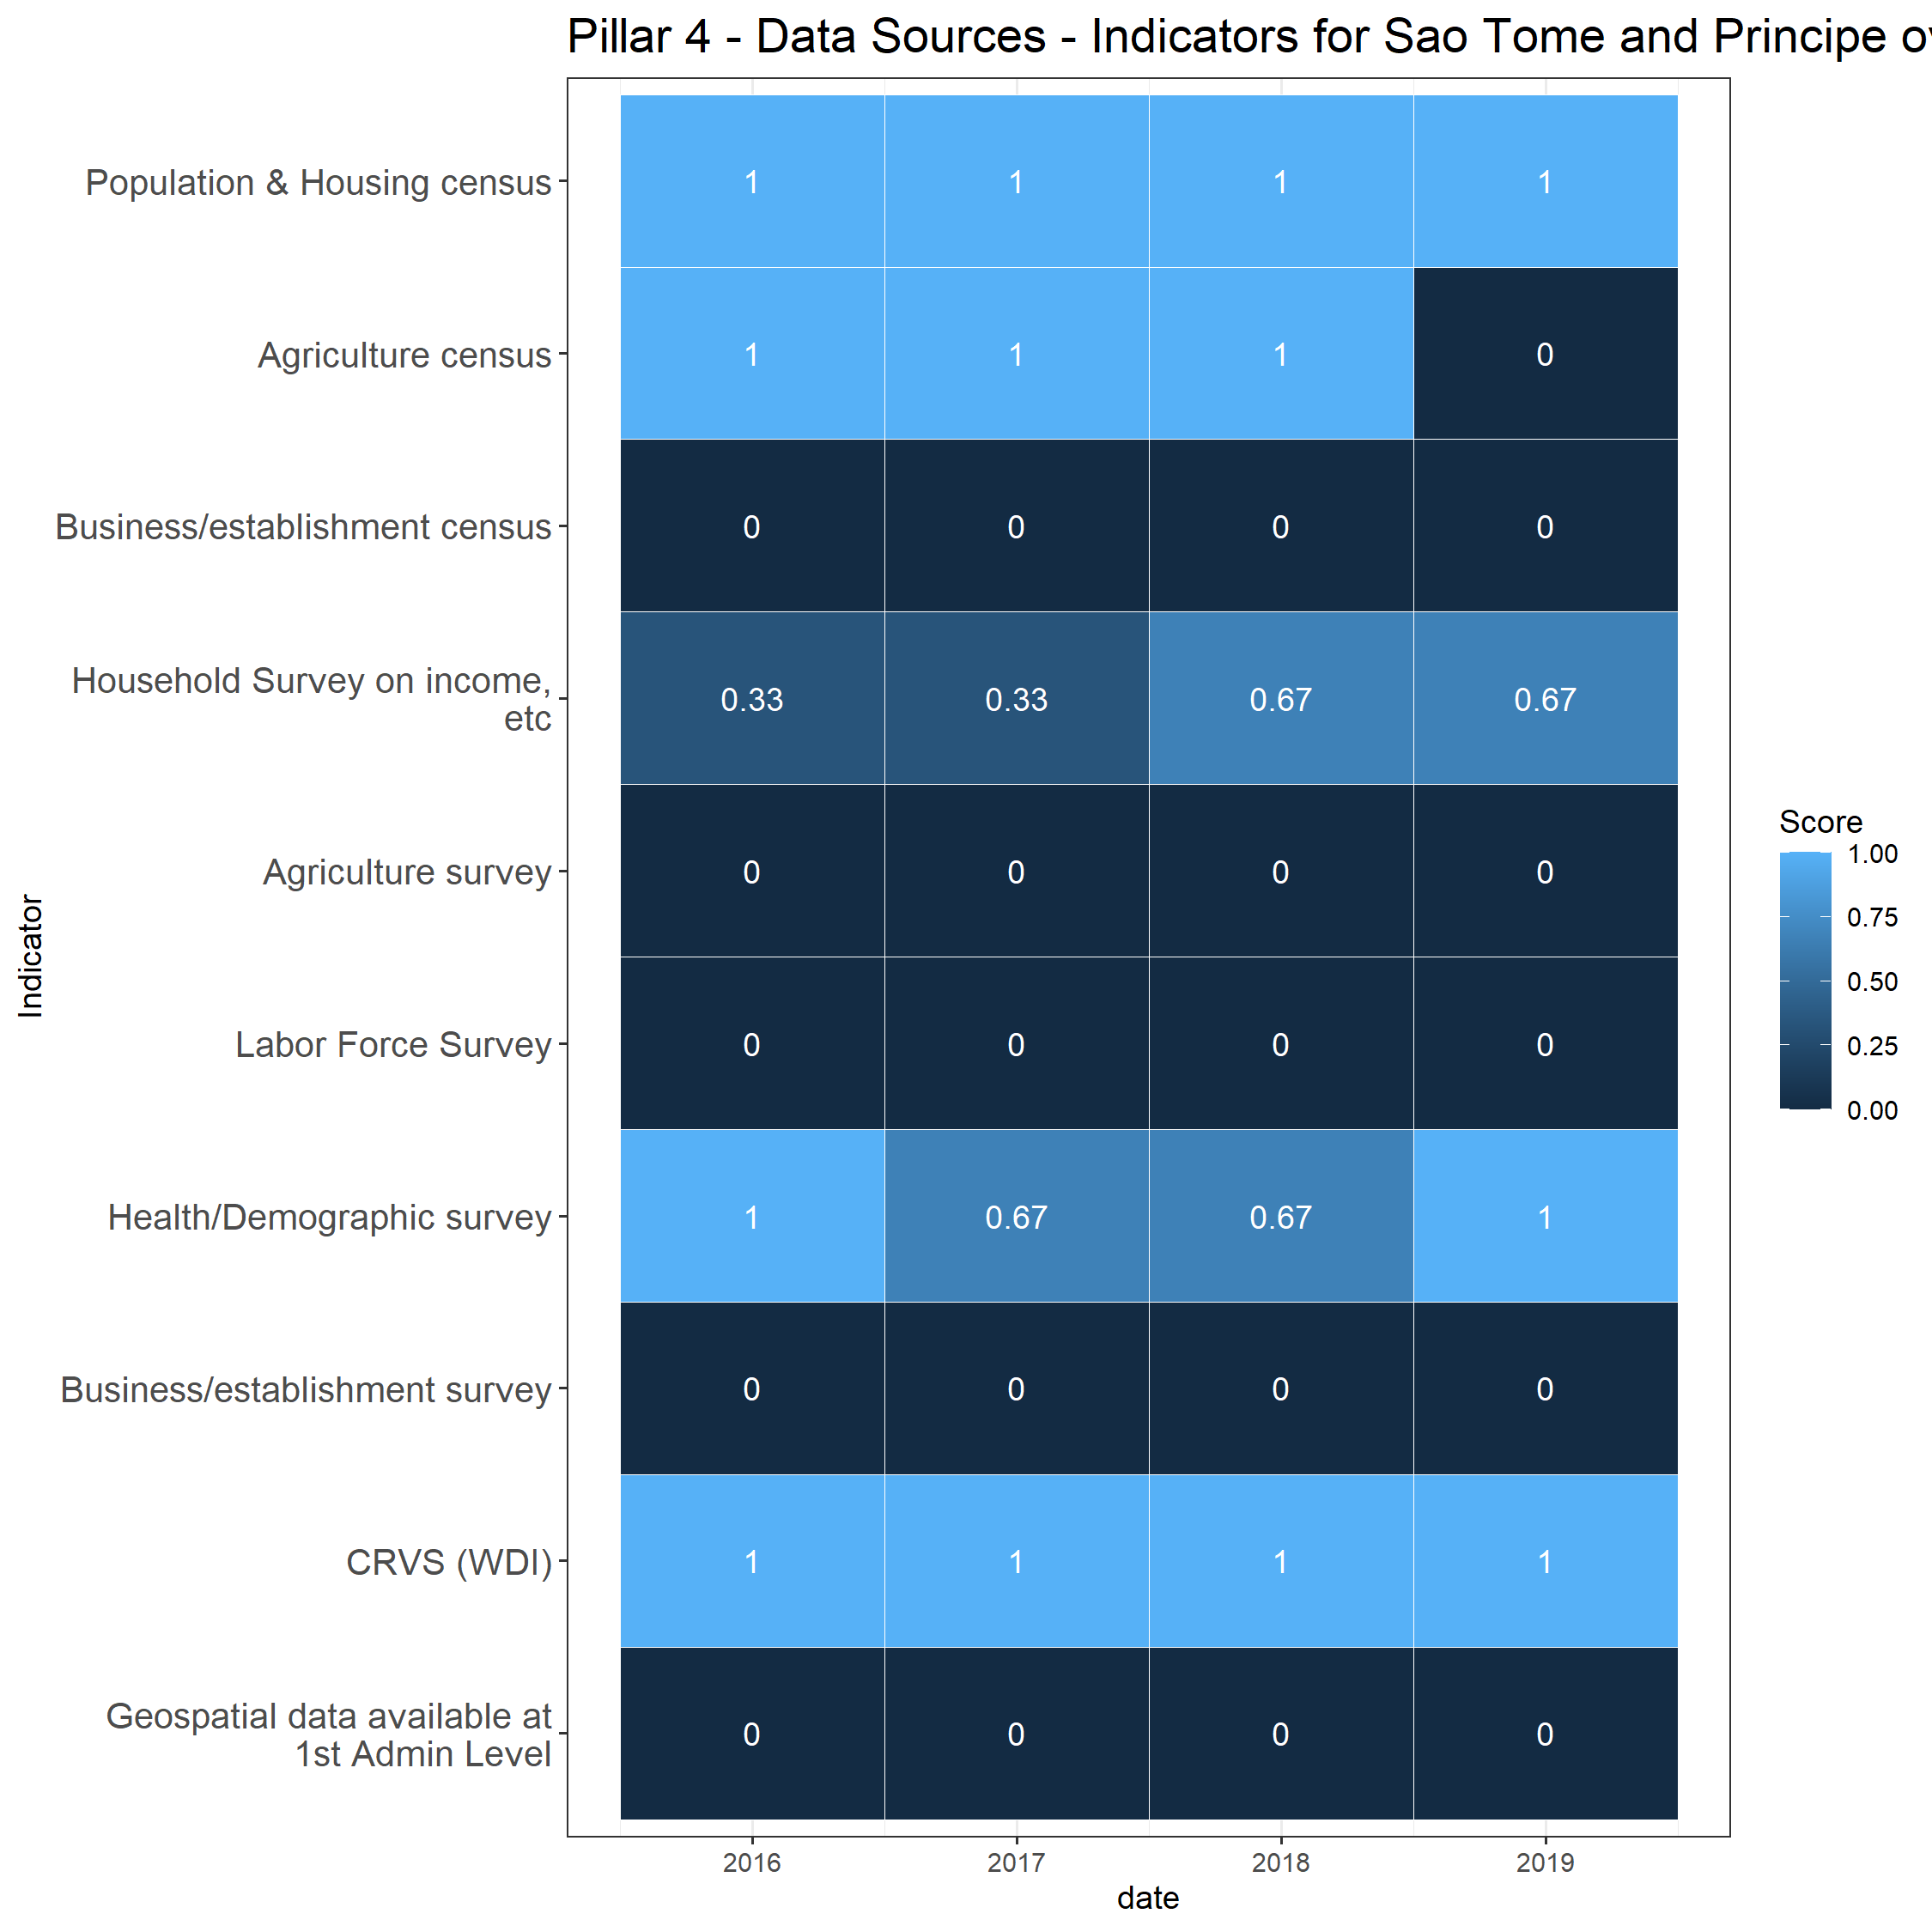 Pillar 4 - Data Sources - Indicators for Sao Tome and Principe ov
Population & Housing census
1 1 1 1
Agriculture census
1 1 1 0
Business/establishment census
0 0 0 0
Household Survey on income,
etc
0.33 0.33 0.67 0.67
Agriculture survey
0 0 0 0
Labor Force Survey
0 0 0 0
Health/Demographic survey
1 0.67 0.67 1
Business/establishment survey
0 0 0 0
CRVS (WDI)
1 1 1 1
Geospatial data available at
1st Admin Level
0 0 0 0
Indicator
2016 2017 2018 2019
date
Score
1.00
0.75
0.50
0.25
0.00